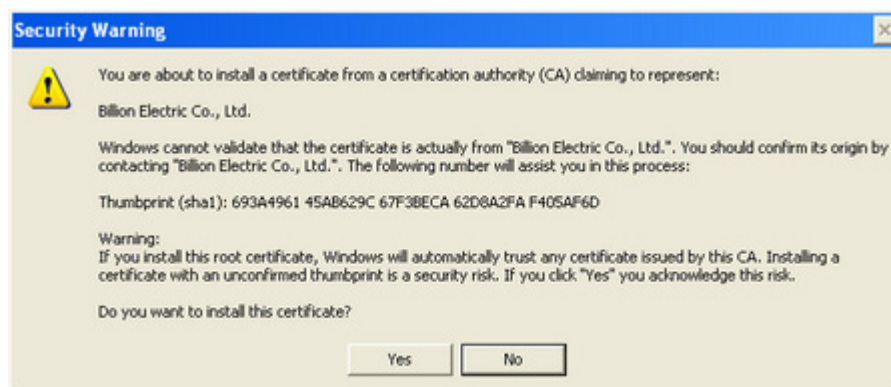 Security Warning
You are about to install a certificate from a certification authority (CA) claiming to represent:
Billion Electric Co., Ltd.
Windows cannot validate that the certificate is actually from "Billion Electric Co., Ltd.". You should confirm its origin by
contacting "Billion Electric Co., Ltd.". The following number will assist you in this process:
Thumbprint (sha1): 693A4961 45AB629C 67F3BECA 62D8A2FA F405AF6D
Warning:
If you install this root certificate, Windows will automatically trust any certificate issued by this CA. Installing a
certificate with an unconfirmed thumbprint is a security risk. If you click "Yes" you acknowledge this risk.
Do you want to install this certificate?
Yes
No